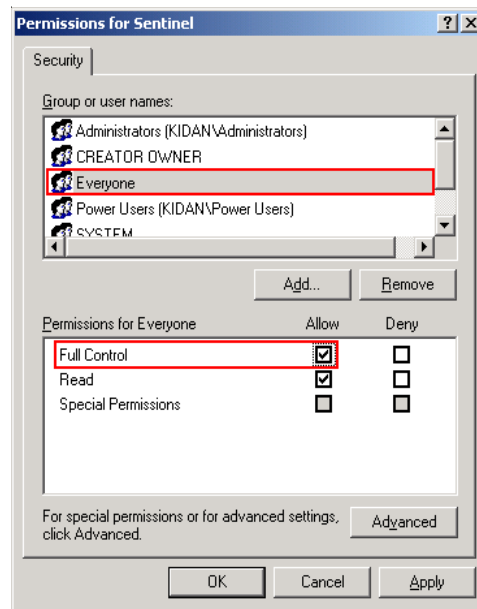 Permissions for Sentinel
Security
Group or user names:
Administrators (KIDAN\Administrators)
CREATOR OWNER
Everyone
Power Users (KIDAN\Power Users)
SYSTEM
Add... Remove
Permissions for Everyone Allow Deny
Full Control
Read
Special Permissions
For special permissions or for advanced settings,
click Advanced.
Advanced
OK Cancel Apply